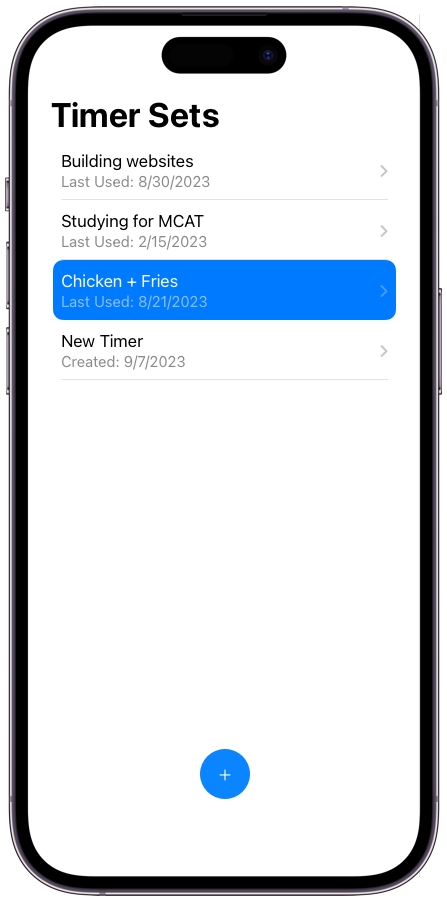 Timer Sets
Building websites
Last Used: 8/30/2023
Studying for MCAT
Last Used: 2/15/2023
Chicken + Fries
Last Used: 8/21/2023
New Timer
Created: 9/7/2023
+